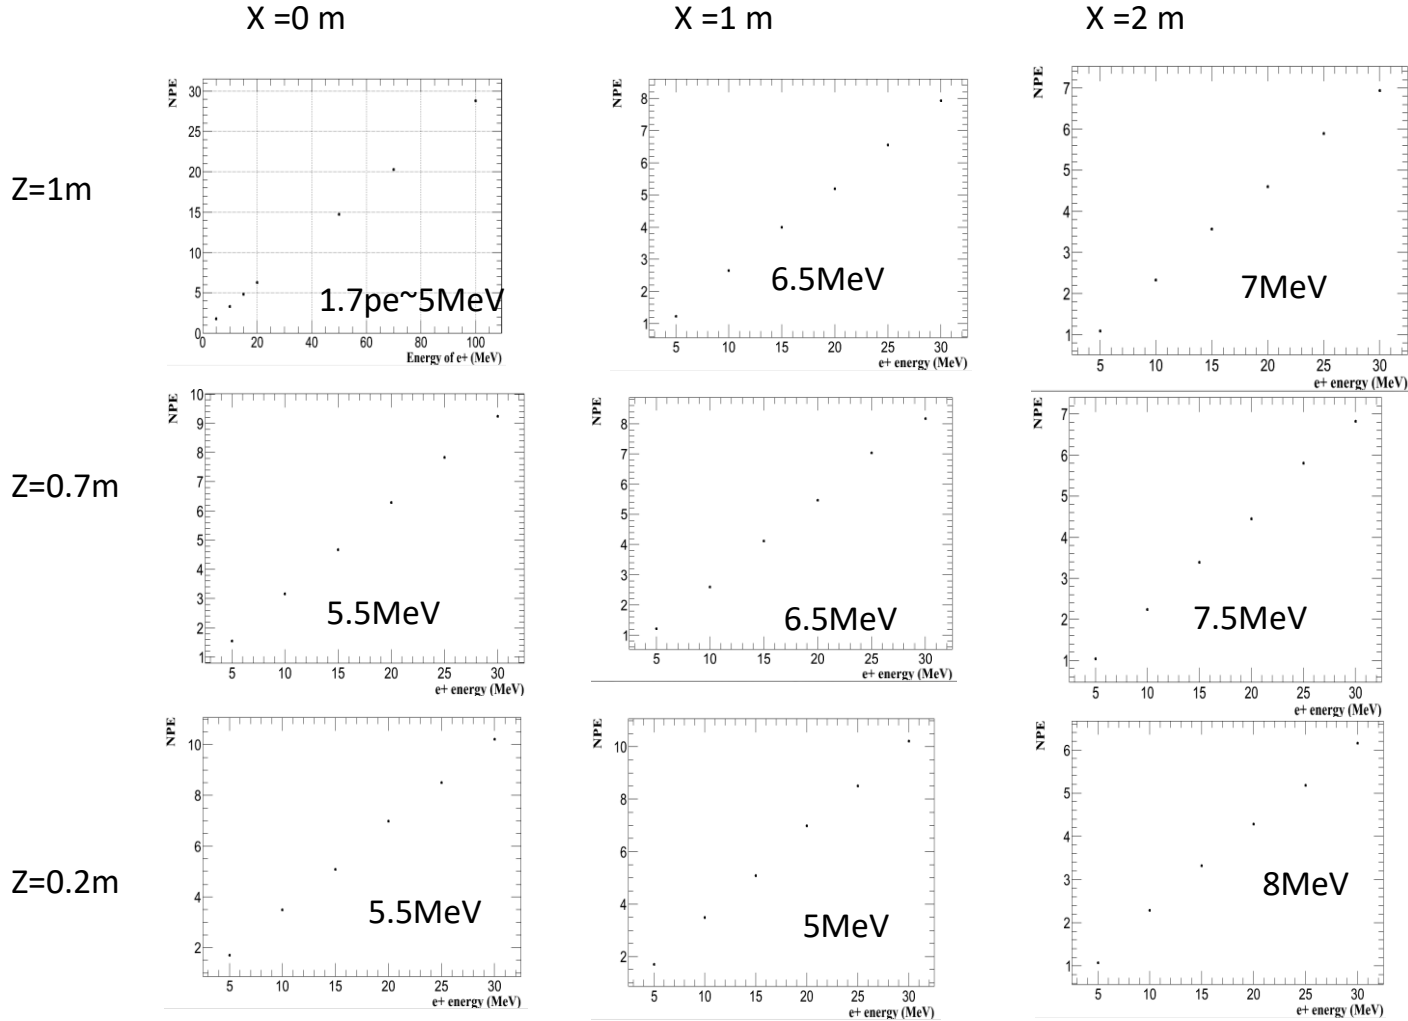 X =0 m
X =1 m
X =2 m
Z=1m
NPE
30
25
20
15
10
5
0
0 20 40 60 80 100
Energy of e+ (MeV)
1.7pe~5MeV
NPE
8
7
6
5
4
3
2
1
5 10 15 20 25 30
e+ energy (MeV)
6.5MeV
NPE
7
6
5
4
3
2
1
5 10 15 20 25 30
e+ energy (MeV)
7MeV
Z=0.7m
NPE
10
9
8
7
6
5
4
3
2
1
5 10 15 20 25 30
e+ energy (MeV)
5.5MeV
NPE
8
7
6
5
4
3
2
1
5 10 15 20 25 30
e+ energy (MeV)
6.5MeV
NPE
7
6
5
4
3
2
1
5 10 15 20 25 30
e+ energy (MeV)
7.5MeV
Z=0.2m
NPE
10
8
6
4
2
5 10 15 20 25 30
e+ energy (MeV)
5.5MeV
NPE
10
8
6
4
2
5 10 15 20 25 30
e+ energy (MeV)
5MeV
NPE
6
5
4
3
2
1
5 10 15 20 25 30
e+ energy (MeV)
8MeV